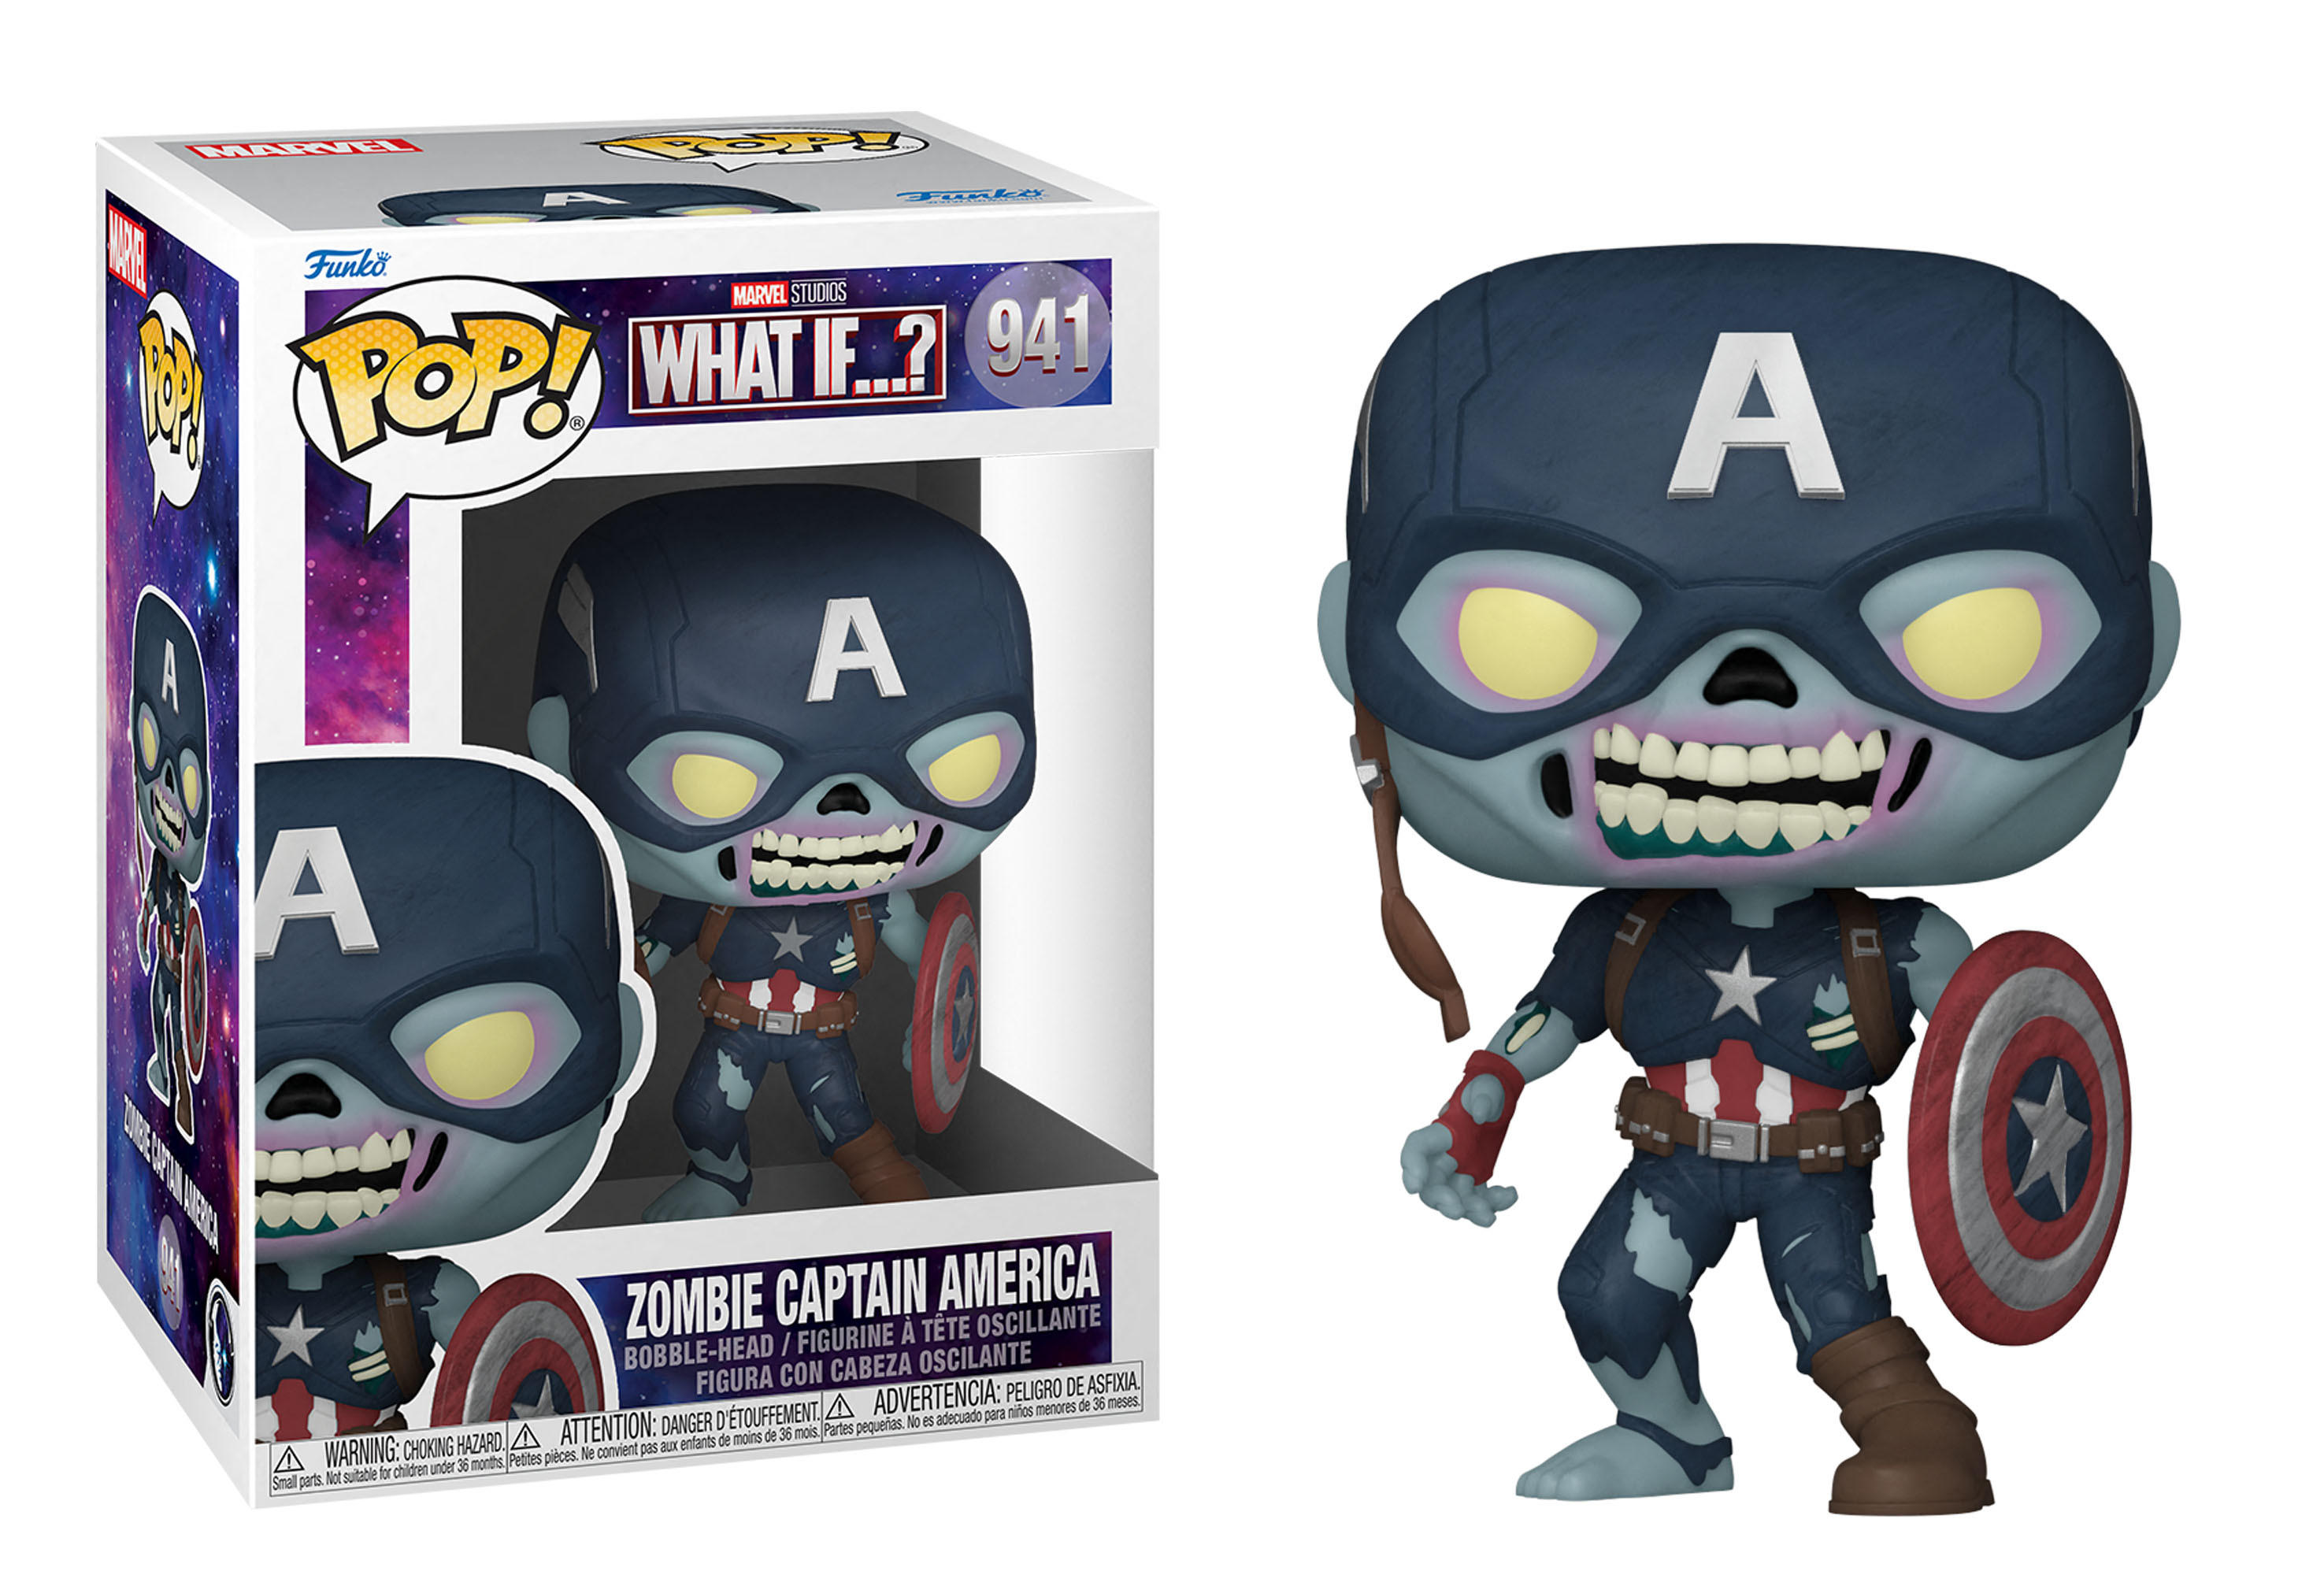 MARVEL
POP!
Funko
MARVEL
POP!
ZOMBIE CAPTAIN AMERICA
941
Funko
POP!®
MARVEL STUDIOS
WHAT IF...?
941
A
A
A
A
A
ZOMBIE CAPTAIN AMERICA
BOBBLE-HEAD / FIGURINE À TÊTE OSCILLANTE
FIGURA CON CABEZA OSCILANTE
WARNING: CHOKING HAZARD.
Small parts. Not suitable for children under 36 months.
ATTENTION: DANGER D'ÉTOUFFEMENT.
Petites pièces. Ne convient pas aux enfants de moins de 36 mois.
ADVERTENCIA: PELIGRO DE ASFIXIA.
Partes pequeñas. No es adecuado para niños menores de 36 meses.